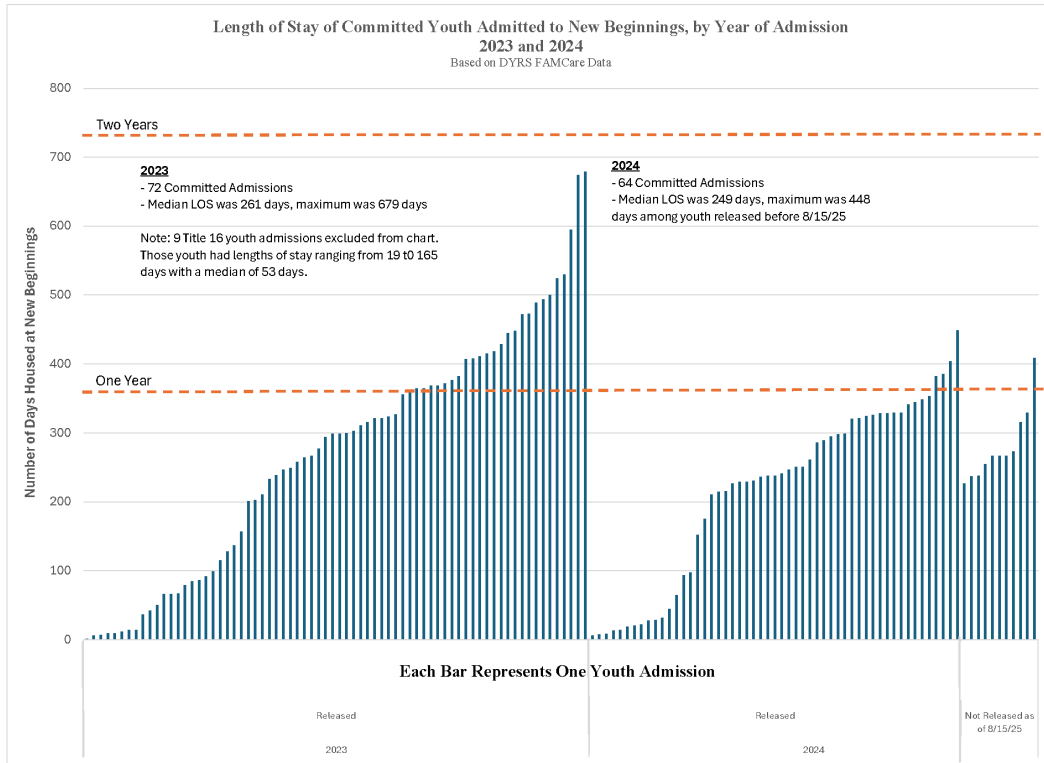 Length of Stay of Committed Youth Admitted to New Beginnings, by Year of Admission
2023 and 2024
Based on DYRS FAMCare Data
Number of Days Housed at New Beginnings
800
700
600
500
400
300
200
100
0
Two Years
One Year
2023
- 72 Committed Admissions
- Median LOS was 261 days, maximum was 679 days
Note: 9 Title 16 youth admissions excluded from chart.
Those youth had lengths of stay ranging from 19 t0 165
days with a median of 53 days.
2024
- 64 Committed Admissions
- Median LOS was 249 days, maximum was 448
days among youth released before 8/15/25
Each Bar Represents One Youth Admission
Released
Released
Not Released as
of 8/15/25
2023
2024